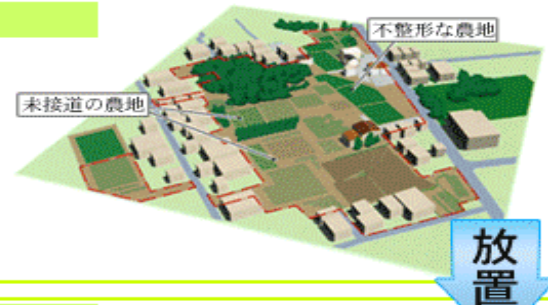 不整形な農地
未接道の農地
放
置